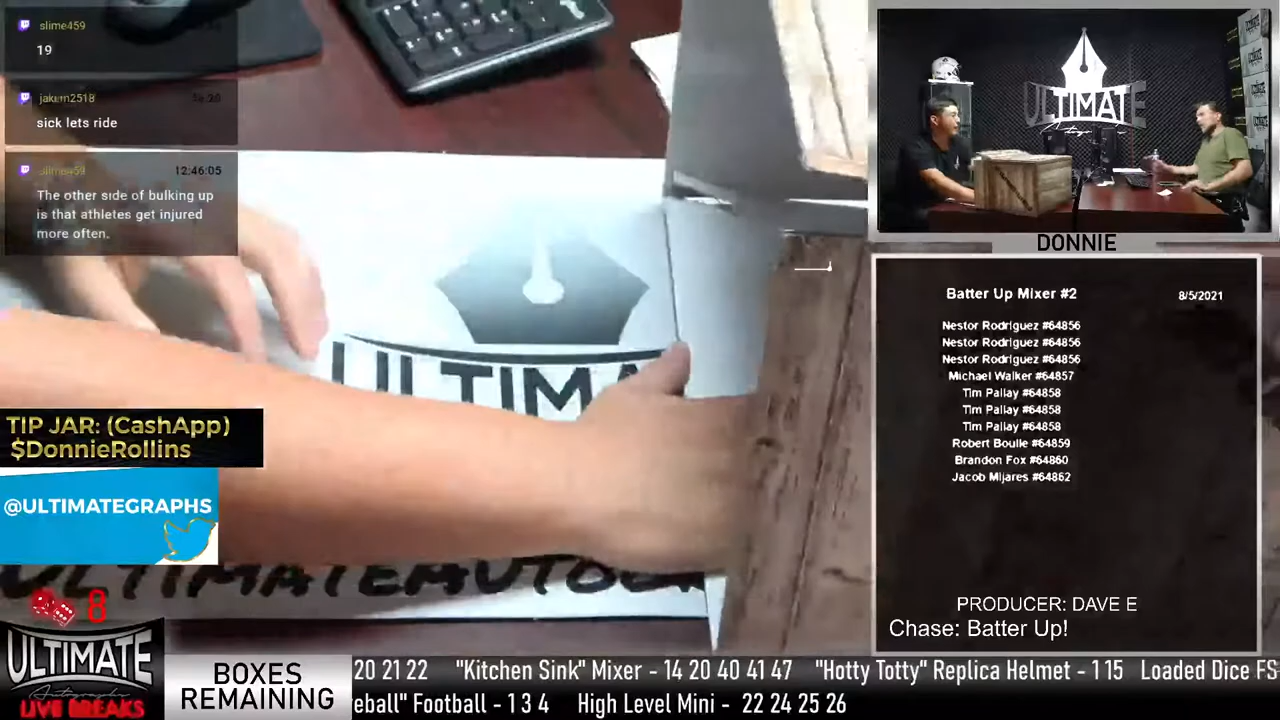 slime459
19
jakem2518
sick lets ride
slime459
12:46:05
The other side of bulking up
is that athletes get injured
more often.
ULTIMA
TIP JAR: (CashApp)
$DonnieRollins
@ULTIMATEGRAPHS
8
ULTIMATE
Autographs
LIVE BREAKS
BOXES
REMAINING
20 21 22 "Kitchen Sink" Mixer - 14 20 40 41 47 "Hotty Totty" Replica Helmet - 1 15 Loaded Dice FS
eball" Football - 1 3 4 High Level Mini - 22 24 25 26
ULTIMATE
DONNIE
Batter Up Mixer #2
8/5/2021
Nestor Rodriguez #64856
Nestor Rodriguez #64856
Nestor Rodriguez #64856
Michael Walker #64857
Tim Pallay #64858
Tim Pallay #64858
Tim Pallay #64858
Robert Boulle #64859
Brandon Fox #64860
Jacob Mijares #64862
PRODUCER: DAVE E
Chase: Batter Up!